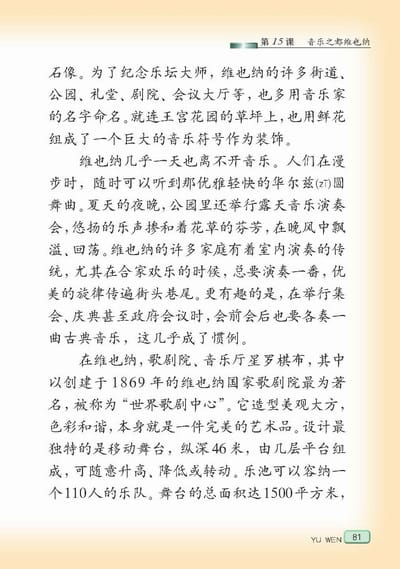 第15课 音乐之都维也纳
石像。为了纪念乐坛大师，维也纳的许多街道、
公园、礼堂、剧院、会议大厅等，也多用音乐家
的名字命名。就连王宫花园的草坪上，也用鲜花
组成了一个巨大的音乐符号作为装饰。
维也纳几乎一天也离不开音乐。人们在漫
步时，随时可以听到那优雅轻快的华尔兹(zī)圆
舞曲。夏天的夜晚，公园里还举行露天音乐演奏
会，悠扬的乐声掺和着花草的芬芳，在晚风中飘
溢、回荡。维也纳的许多家庭有着室内演奏的传
统，尤其在合家欢乐的时候，总要演奏一番，优
美的旋律传遍街头巷尾。更有趣的是，在举行集
会、庆典甚至政府会议时，会前会后也要各奏一
曲古典音乐，这几乎成了惯例。
在维也纳，歌剧院、音乐厅星罗棋布，其中
以创建于1869年的维也纳国家歌剧院最为著
名，被称为“世界歌剧中心”。它造型美观大方，
色彩和谐，本身就是一件完美的艺术品。设计最
独特的是移动舞台，纵深46米，由几层平台组
成，可随意升高、降低或转动。乐池可以容纳一
个110人的乐队。舞台的总面积达1500平方米，
YU WEN 81